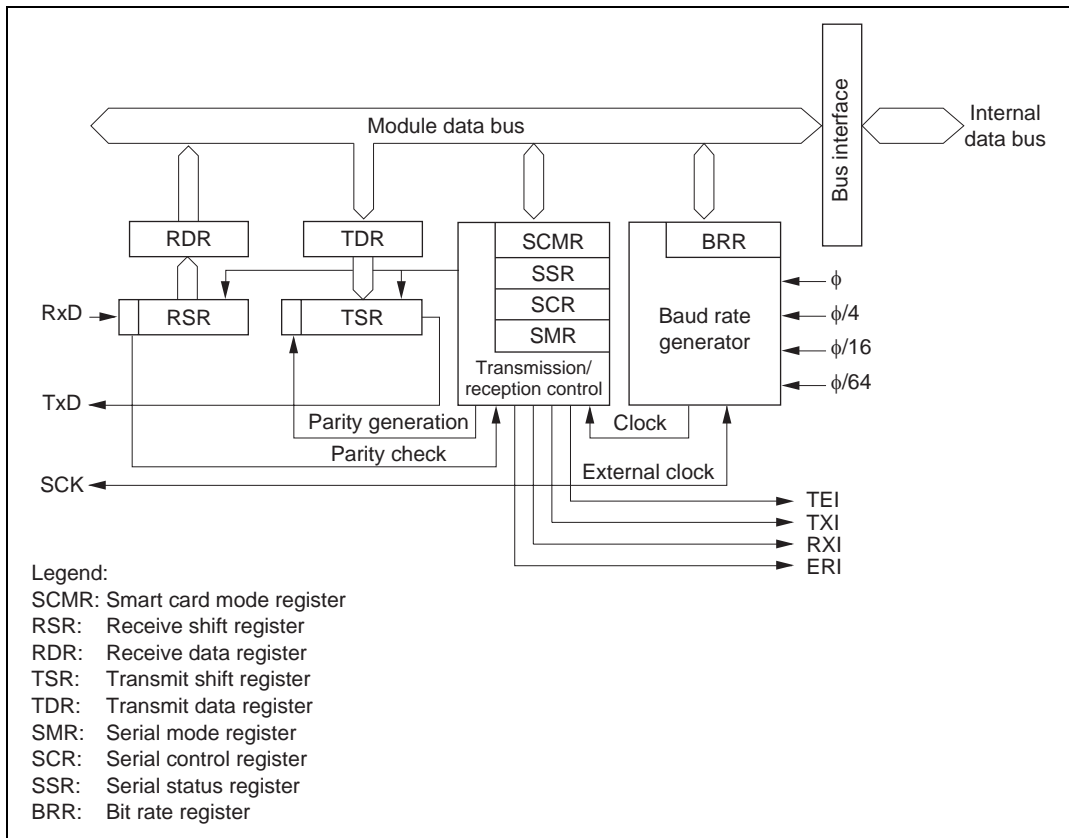 Module data bus
Bus interface
Internal
data bus
RDR
TDR
SCMR
BRR
SSR
SCR
SMR
RxD
RSR
TSR
Baud rate
generator
ϕ
ϕ/4
ϕ/16
ϕ/64
Transmission/
reception control
TxD
Parity generation
Clock
Parity check
SCK
External clock
TEI
TXI
RXI
ERI
Legend:
SCMR: Smart card mode register
RSR: Receive shift register
RDR: Receive data register
TSR: Transmit shift register
TDR: Transmit data register
SMR: Serial mode register
SCR: Serial control register
SSR: Serial status register
BRR: Bit rate register